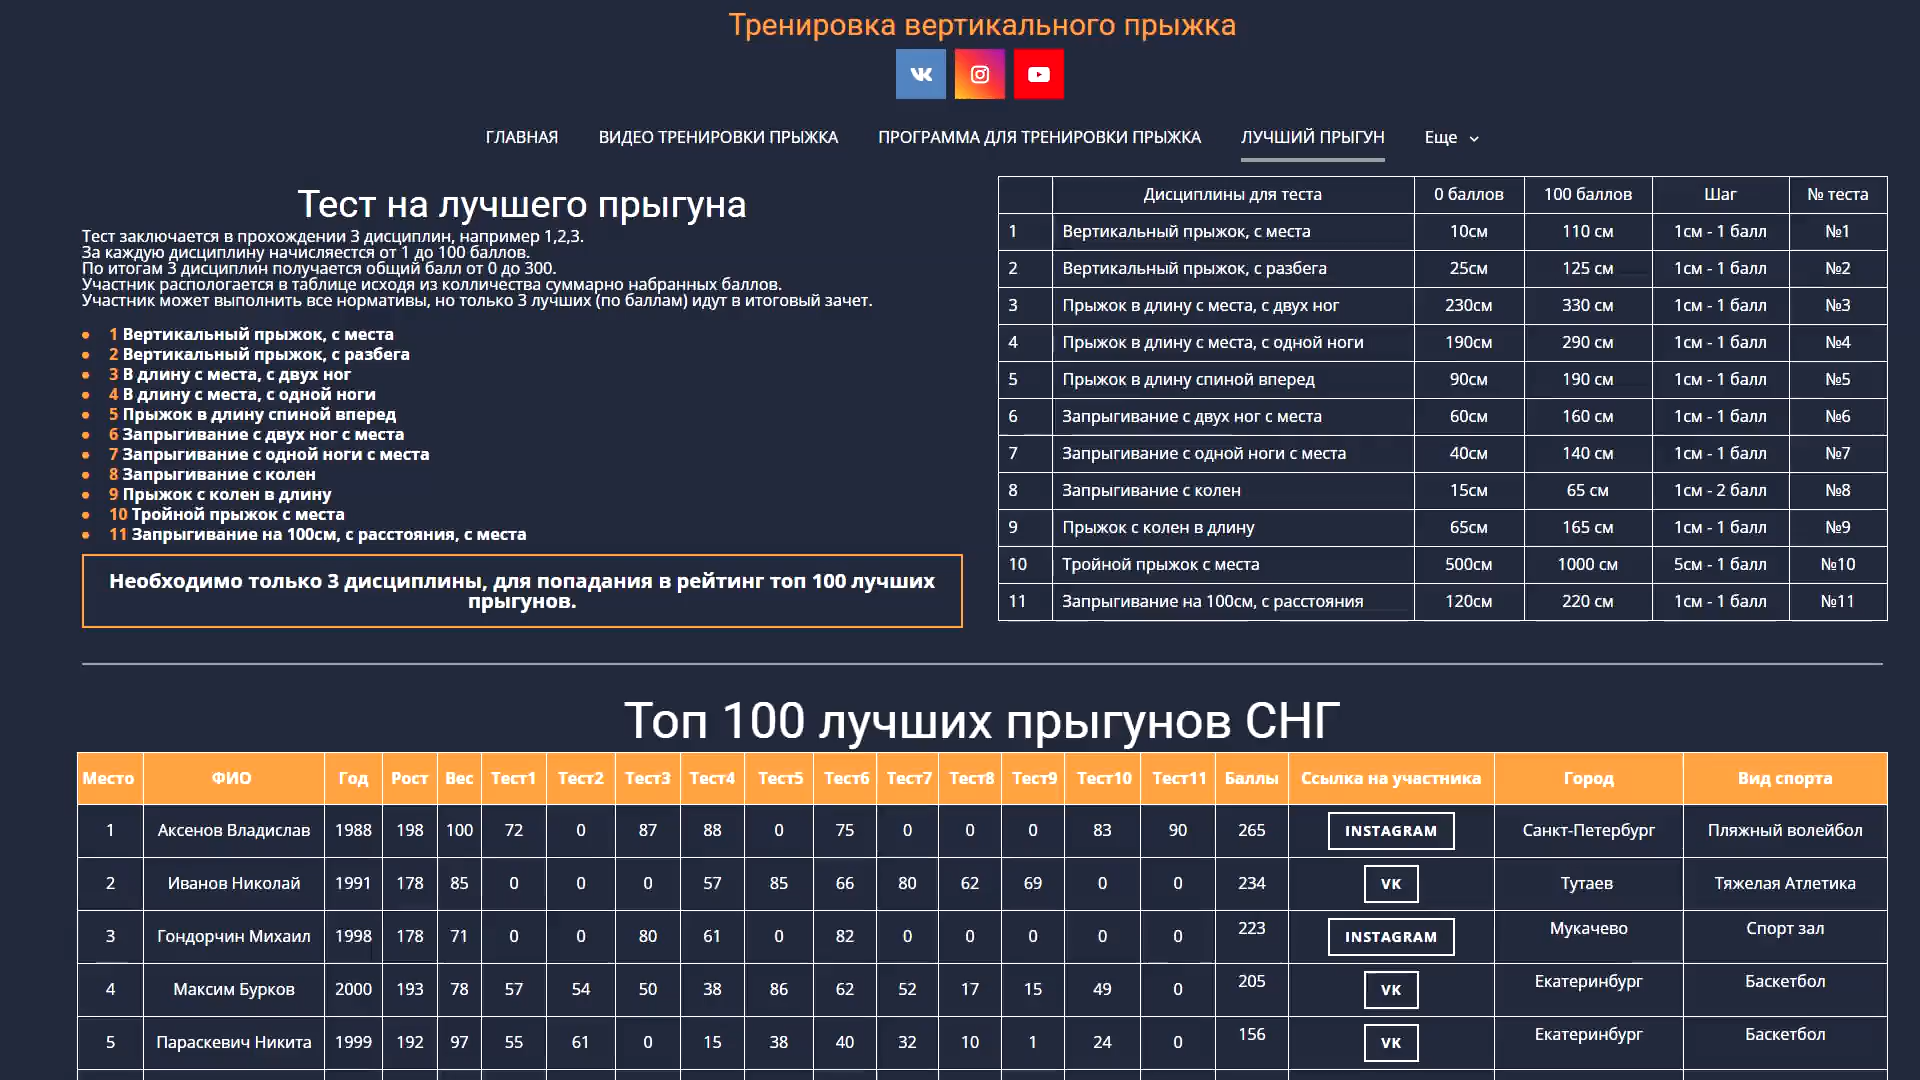 Тренировка вертикального прыжка
ГЛАВНАЯ ВИДЕО ТРЕНИРОВКИ ПРЫЖКА ПРОГРАММА ДЛЯ ТРЕНИРОВКИ ПРЫЖКА ЛУЧШИЙ ПРЫГУН Еще
Тест на лучшего прыгуна
Тест заключается в прохождении 3 дисциплин, например 1,2,3.
За каждую дисциплину начисляестся от 1 до 100 баллов.
По итогам 3 дисциплин получается общий балл от 0 до 300.
Участник распологается в таблице исходя из колличества суммарно набранных баллов.
Участник может выполнить все нормативы, но только 3 лучших (по баллам) идут в итоговый зачет.
1 Вертикальный прыжок, с места
2 Вертикальный прыжок, с разбега
3 В длину с места, с двух ног
4 В длину с места, с одной ноги
5 Прыжок в длину спиной вперед
6 Запрыгивание с двух ног с места
7 Запрыгивание с одной ноги с места
8 Запрыгивание с колен
9 Прыжок с колен в длину
10 Тройной прыжок с места
11 Запрыгивание на 100см, с расстояния, с места
Необходимо только 3 дисциплины, для попадания в рейтинг топ 100 лучших
прыгунов.
Дисциплины для теста 0 баллов 100 баллов Шаг № теста
1 Вертикальный прыжок, с места 10см 110 см 1см - 1 балл №1
2 Вертикальный прыжок, с разбега 25см 125 см 1см - 1 балл №2
3 Прыжок в длину с места, с двух ног 230см 330 см 1см - 1 балл №3
4 Прыжок в длину с места, с одной ноги 190см 290 см 1см - 1 балл №4
5 Прыжок в длину спиной вперед 90см 190 см 1см - 1 балл №5
6 Запрыгивание с двух ног с места 60см 160 см 1см - 1 балл №6
7 Запрыгивание с одной ноги с места 40см 140 см 1см - 1 балл №7
8 Запрыгивание с колен 15см 65 см 1см - 2 балл №8
9 Прыжок с колен в длину 65см 165 см 1см - 1 балл №9
10 Тройной прыжок с места 500см 1000 см 5см - 1 балл №10
11 Запрыгивание на 100см, с расстояния 120см 220 см 1см - 1 балл №11
Топ 100 лучших прыгунов СНГ
Место ФИО Год Рост Вес Тест1 Тест2 Тест3 Тест4 Тест5 Тест6 Тест7 Тест8 Тест9 Тест10 Тест11 Баллы Ссылка на участника Город Вид спорта
1 Аксенов Владислав 1988 198 100 72 0 87 88 0 75 0 0 0 83 90 265 INSTAGRAM Санкт-Петербург Пляжный волейбол
2 Иванов Николай 1991 178 85 0 0 0 57 85 66 80 62 69 0 0 234 VK Тутаев Тяжелая Атлетика
3 Гондорчин Михаил 1998 178 71 0 0 80 61 0 82 0 0 0 0 0 223 INSTAGRAM Мукачево Спорт зал
4 Максим Бурков 2000 193 78 57 54 50 38 86 62 52 17 15 49 0 205 VK Екатеринбург Баскетбол
5 Параскевич Никита 1999 192 97 55 61 0 15 38 40 32 10 1 24 0 156 VK Екатеринбург Баскетбол